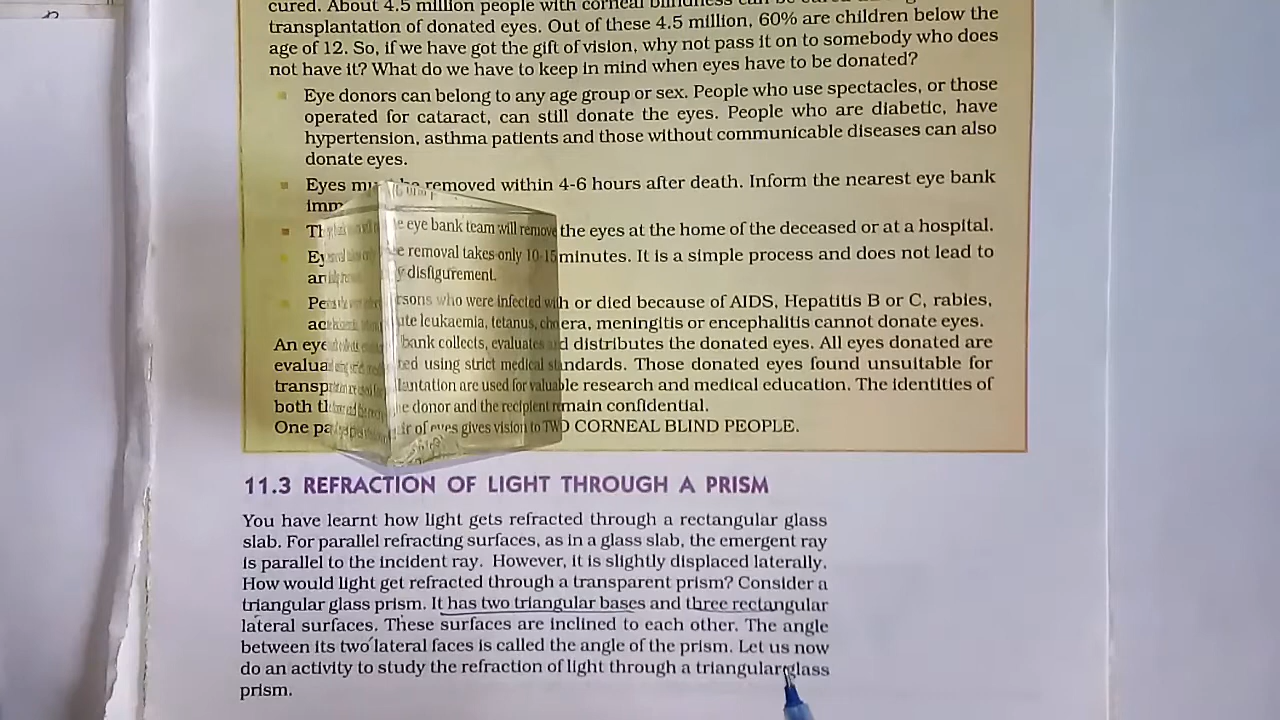 cured. About 4.5 million people with corneal blindness can be cured
transplantation of donated eyes. Out of these 4.5 million, 60% are children below the
age of 12. So, if we have got the gift of vision, why not pass it on to somebody who does
not have it? What do we have to keep in mind when eyes have to be donated?
Eye donors can belong to any age group or sex. People who use spectacles, or those
operated for cataract, can still donate the eyes. People who are diabetic, have
hypertension, asthma patients and those without communicable diseases can also
donate eyes.
Eyes removed within 4-6 hours after death. Inform the nearest eye bank
imm
eye bank team will remove the eyes at the home of the deceased or at a hospital.
removal takes only 10-15 minutes. It is a simple process and does not lead to
disfigurement.
rsons who were infected with or died because of AIDS, Hepatitis B or C, rabies,
ute leukaemia, tetanus, cholera, meningitis or encephalitis cannot donate eyes.
An eye bank collects, evaluates and distributes the donated eyes. All eyes donated are
evalua ted using strict medical standards. Those donated eyes found unsuitable for
transp lantation are used for valuable research and medical education. The identities of
both th e donor and the recipient remain confidential.
One pa ir of eyes gives vision to TWO CORNEAL BLIND PEOPLE.
11.3 REFRACTION OF LIGHT THROUGH A PRISM
You have learnt how light gets refracted through a rectangular glass
slab. For parallel refracting surfaces, as in a glass slab, the emergent ray
is parallel to the incident ray. However, it is slightly displaced laterally.
How would light get refracted through a transparent prism? Consider a
triangular glass prism. It has two triangular bases and three rectangular
lateral surfaces. These surfaces are inclined to each other. The angle
between its two lateral faces is called the angle of the prism. Let us now
do an activity to study the refraction of light through a triangular glass
prism.